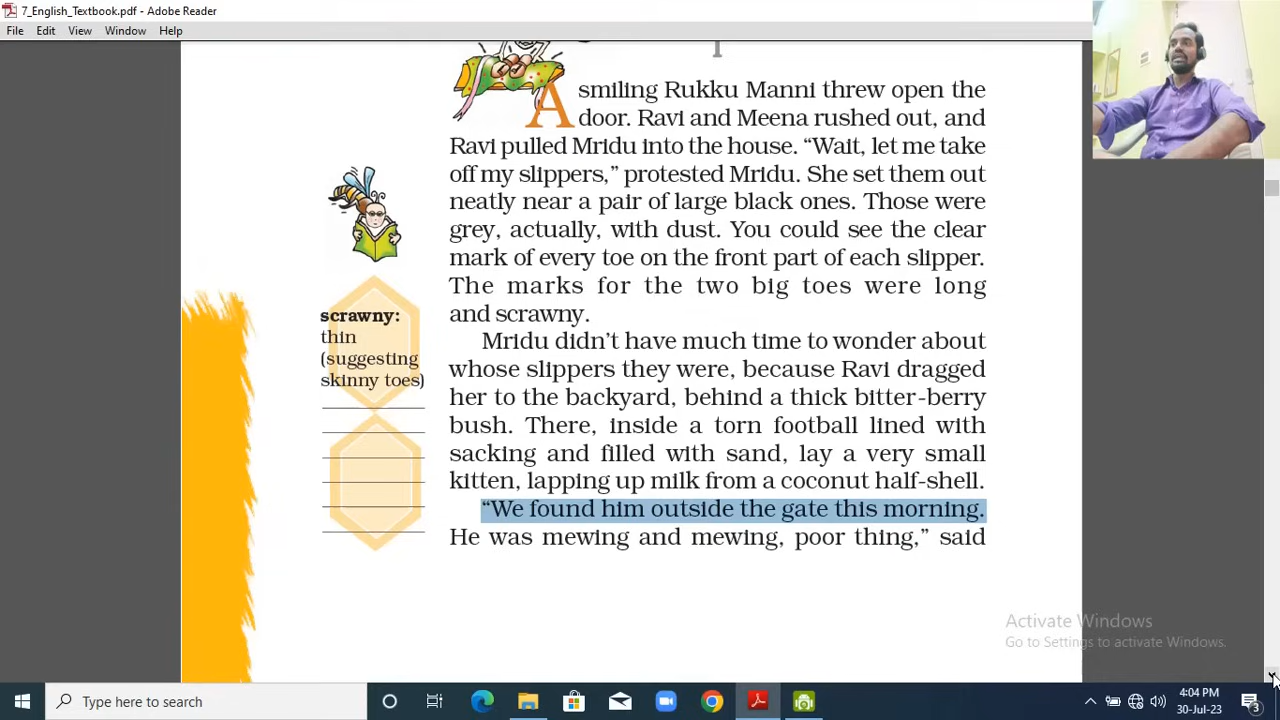 7_English_Textbook.pdf - Adobe Reader
File Edit View Window Help
A smiling Rukku Manni threw open the
door. Ravi and Meena rushed out, and
Ravi pulled Mridu into the house. “Wait, let me take
off my slippers,” protested Mridu. She set them out
neatly near a pair of large black ones. Those were
grey, actually, with dust. You could see the clear
mark of every toe on the front part of each slipper.
The marks for the two big toes were long
and scrawny.
scrawny:
thin
(suggesting
skinny toes)
Mridu didn’t have much time to wonder about
whose slippers they were, because Ravi dragged
her to the backyard, behind a thick bitter-berry
bush. There, inside a torn football lined with
sacking and filled with sand, lay a very small
kitten, lapping up milk from a coconut half-shell.
“We found him outside the gate this morning.
He was mewing and mewing, poor thing,” said
Activate Windows
Go to Settings to activate Windows.
Type here to search
4:04 PM
30-Jul-23
3